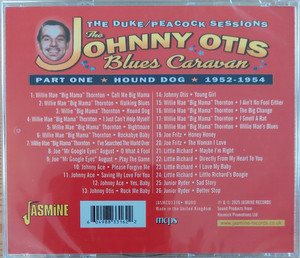 THE DUKE/PEACOCK SESSIONS
The
JOHNNY OTIS
Blues Caravan
PART ONE ★ HOUND DOG ★ 1952-1954
1 Willie Mae "Big Mama" Thornton - Call Me Big Mama
2 Willie Mae "Big Mama" Thornton - Walking Blues
3 Willie Mae "Big Mama" Thornton - Hound Dog
4 Willie Mae "Big Mama" Thornton - I Just Can't Help Myself
5 Willie Mae "Big Mama" Thornton - Nightmare
6 Willie Mae "Big Mama" Thornton - Rockabye Baby
7 Willie Mae "Big Mama" Thornton - I've Searched The World Over
8 Joe "Mr Google Eyes" August - O What A Fool
9 Joe "Mr Google Eyes" August - Play The Game
10 Johnny Ace - Please Forgive Me
11 Johnny Ace - Saving My Love For You
12 Johnny Ace - Yes, Baby
13 Johnny Otis - Rock Me Baby
14 Johnny Otis - Young Girl
15 Willie Mae "Big Mama" Thornton - I Ain't No Fool Either
16 Willie Mae "Big Mama" Thornton - The Big Change
17 Willie Mae "Big Mama" Thornton - I Smell A Rat
18 Willie Mae "Big Mama" Thornton - Willie Mae's Blues
19 Joe Fritz - Honey Honey
20 Joe Fritz - The Woman I Love
21 Little Richard - Maybe I'm Right
22 Little Richard - Directly From My Heart To You
23 Little Richard - I Love My Baby
24 Little Richard - Little Richard's Boogie
25 Junior Ryder - Sad Story
26 Junior Ryder - Better Stop
JASMINE
JASMCD3316 • MONO
Made in the United Kingdom
mcps
JASMINE RECORDS
Sound Products from